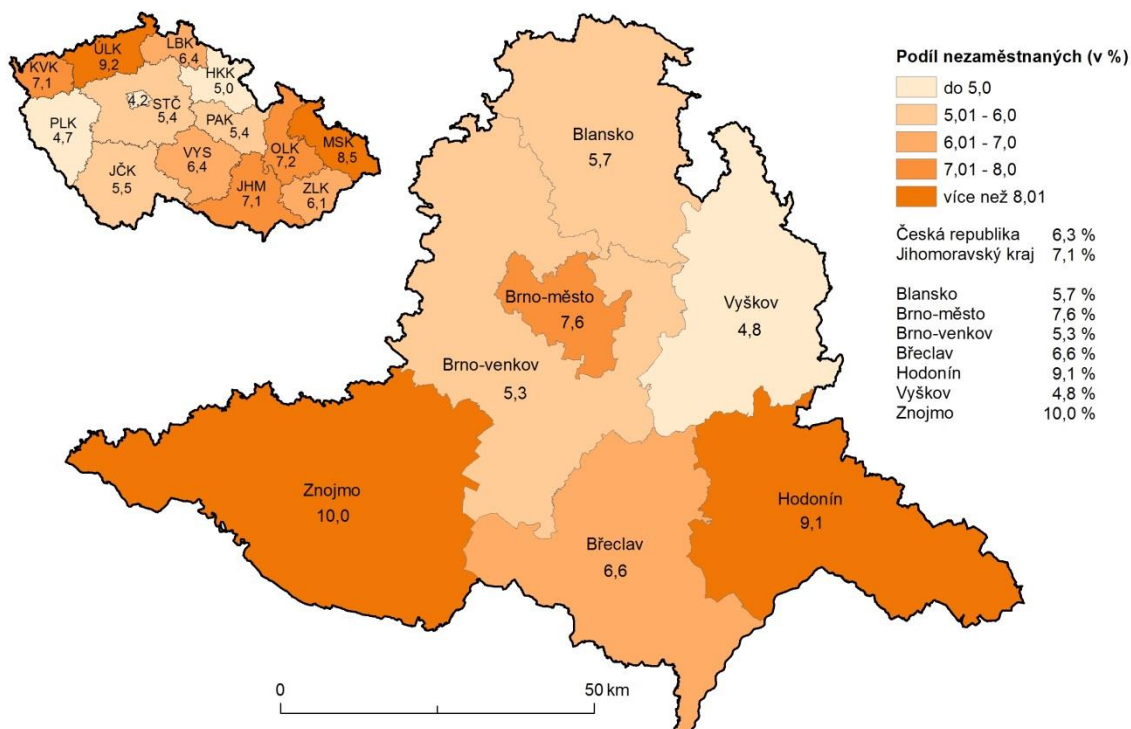 ÚLK
9,2
LBK
6,4
KVK
7,1
HKK
5,0
4,2
STČ
5,4
PLK
4,7
PAK
5,4
OLK
7,2
MSK
8,5
VYS
6,4
JČK
5,5
JHM
7,1
ZLK
6,1
Podíl nezaměstnaných (v %)
do 5,0
5,01 - 6,0
6,01 - 7,0
7,01 - 8,0
více než 8,01
Česká republika 6,3 %
Jihomoravský kraj 7,1 %
Blansko 5,7 %
Brno-město 7,6 %
Brno-venkov 5,3 %
Břeclav 6,6 %
Hodonín 9,1 %
Vyškov 4,8 %
Znojmo 10,0 %
Blansko
5,7
Brno-město
7,6
Vyškov
4,8
Brno-venkov
5,3
Znojmo
10,0
Hodonín
9,1
Břeclav
6,6
0 50 km